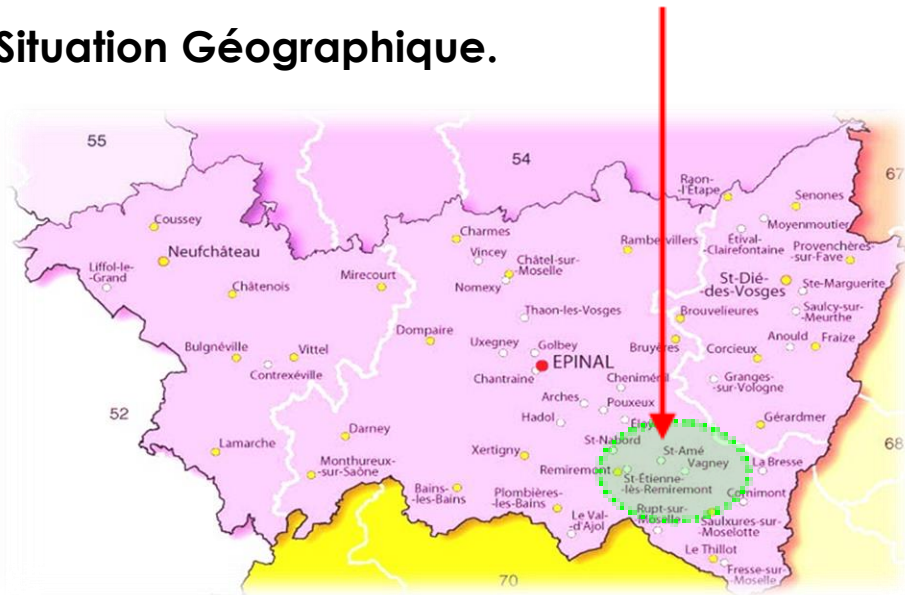 Situation Géographique.
55
54
67
Raon-
-l'Étape
Senones
Coussey
Moyenmoutier
Charmes
Rambervillers
Étival-
-Clairefontaine
Provenchères-
-sur-Fave
Neufchâteau
Vincey
Châtel-sur-
-Moselle
Liffol-le-
-Grand
Mirecourt
St-Dié-
-des-Vosges
Ste-Marguerite
Châtenois
Nomexy
Thaon-les-Vosges
Brouvelieures
Saulcy-sur-
-Meurthe
Dompaire
Anould
Fraize
Bulgnéville
Vittel
Uxegney
Golbey
Bruyères
Corcieux
Contrexéville
EPINAL
Chantraine
Cheniménil
Granges-
-sur-Vologne
Arches
Pouxeux
52
Hadol
Éloy
Gérardmer
Darney
St-Nabord
68
Lamarche
Xertigny
St-Amé
Vagney
La Bresse
Monthureux-
-sur-Saône
Remiremont
St-Étienne-
-lès-Remiremont
Cornimont
Bains-
-les-Bains
Plombières-
-les-Bains
Rupt-sur-
-Moselle
Le Val-
-d'Ajol
Saulxures-sur-
-Moselotte
Le Thillot
70
Fresse-sur-
-Moselle